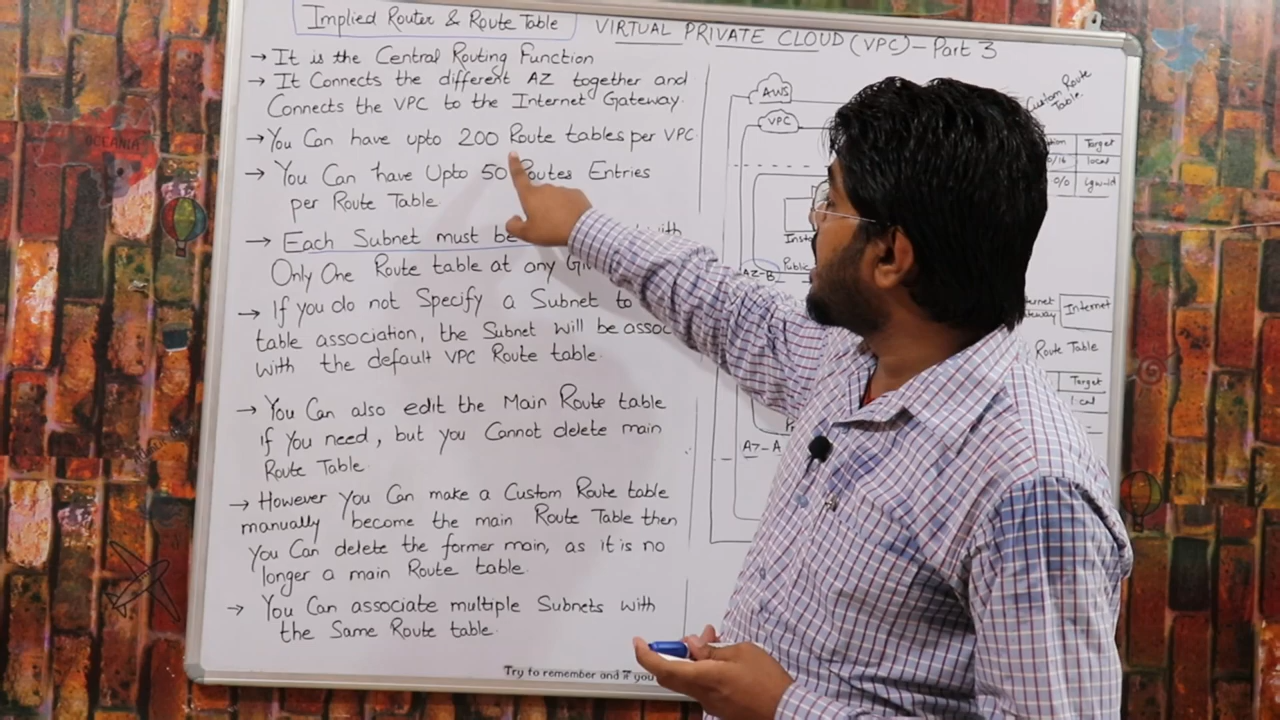 Implied Router & Route Table
VIRTUAL PRIVATE CLOUD (VPC) - Part 3
→ It is the Central Routing Function
→ It Connects the different AZ together and
Connects the VPC to the Internet Gateway.
→ You Can have upto 200 Route tables per VPC.
→ You Can have Upto 50 Routes Entries
per Route Table.
→ Each Subnet must be
Only One Route table at any
→ If you do not Specify a Subnet to
table association, the Subnet will be assoc
with the default VPC Route table.
→ You Can also edit the Main Route table
if You need, but you Cannot delete main
Route Table.
→ However you Can make a Custom Route table
manually become the main Route Table then
you Can delete the former main, as it is no
longer a main Route table.
→ You Can associate multiple Subnets with
the Same Route table.
Try to remember and if you
AWS
VPC
AZ-B
Public
AZ-A
Custom Route
Table
Target
0/16 local
0/0
Internet
Route Table
Target
OCEANIA